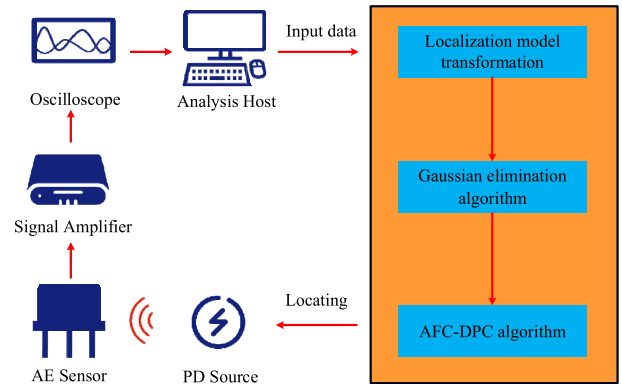 Oscilloscope
Analysis Host
Input data
Localization model
transformation
Gaussian elimination
algorithm
AFC-DPC algorithm
Signal Amplifier
AE Sensor
PD Source
Locating